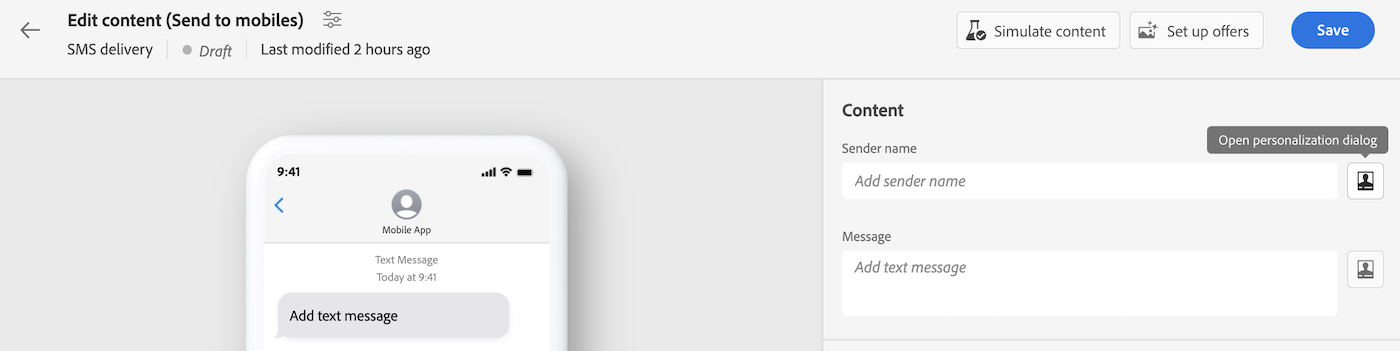 Edit content (Send to mobiles)
SMS delivery Draft Last modified 2 hours ago
Simulate content Set up offers Save
9:41
Mobile App
Text Message
Today at 9:41
Add text message
Content
Open personalization dialog
Sender name
Add sender name
Message
Add text message